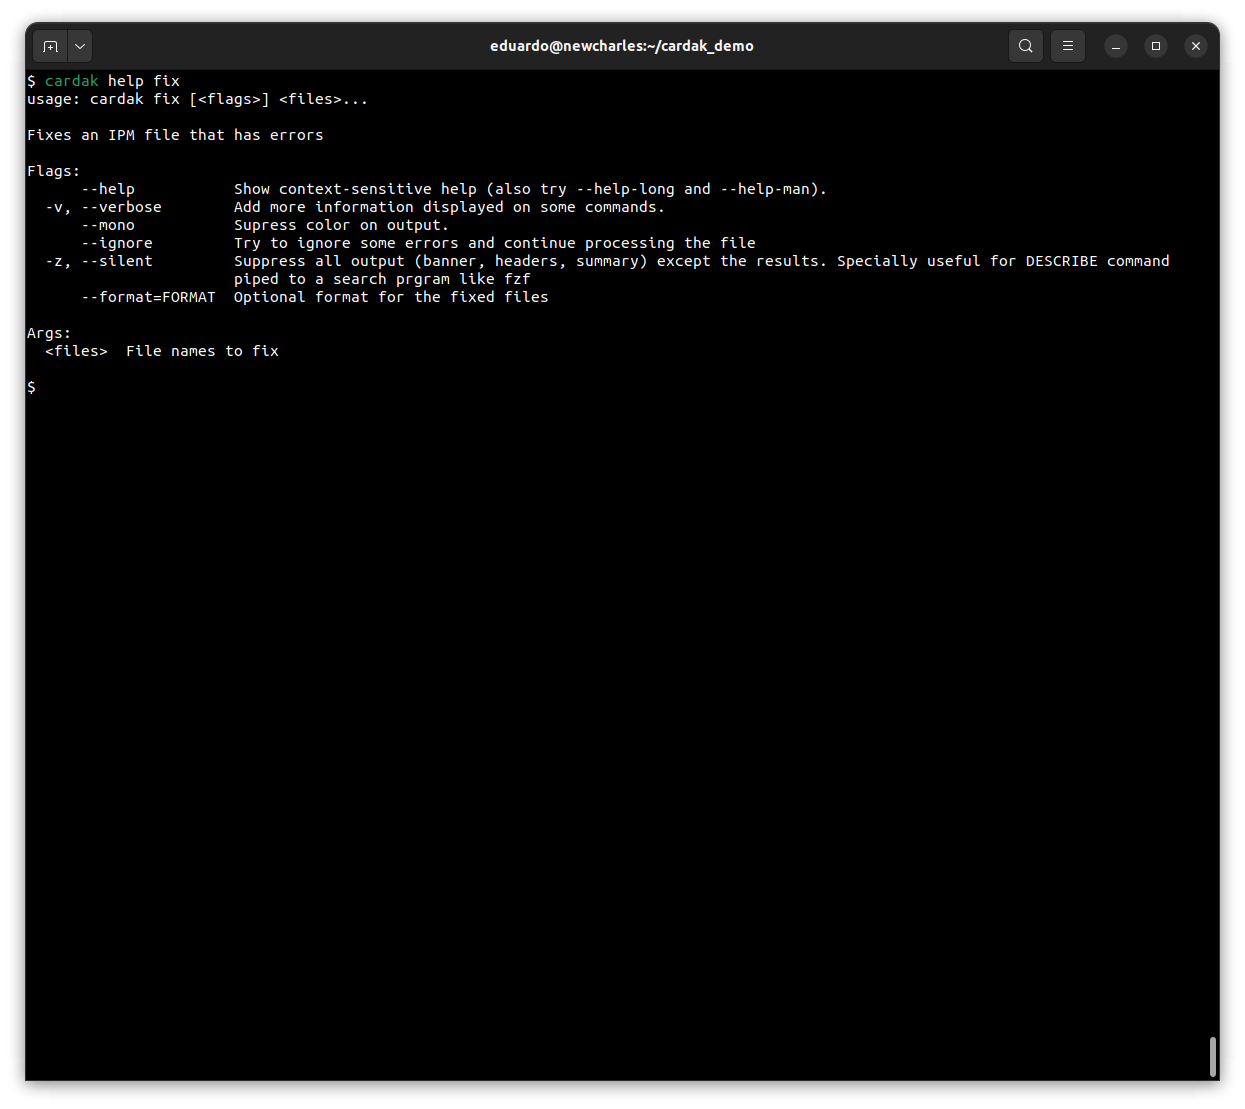 eduardo@newcharles:~/cardak_demo
$ cardak help fix
usage: cardak fix [<flags>] <files>...
Fixes an IPM file that has errors
Flags:
      --help           Show context-sensitive help (also try --help-long and --help-man).
  -v, --verbose        Add more information displayed on some commands.
      --mono           Supress color on output.
      --ignore         Try to ignore some errors and continue processing the file
  -z, --silent         Suppress all output (banner, headers, summary) except the results. Specially useful for DESCRIBE command
                       piped to a search prgram like fzf
      --format=FORMAT  Optional format for the fixed files
Args:
  <files>  File names to fix
$